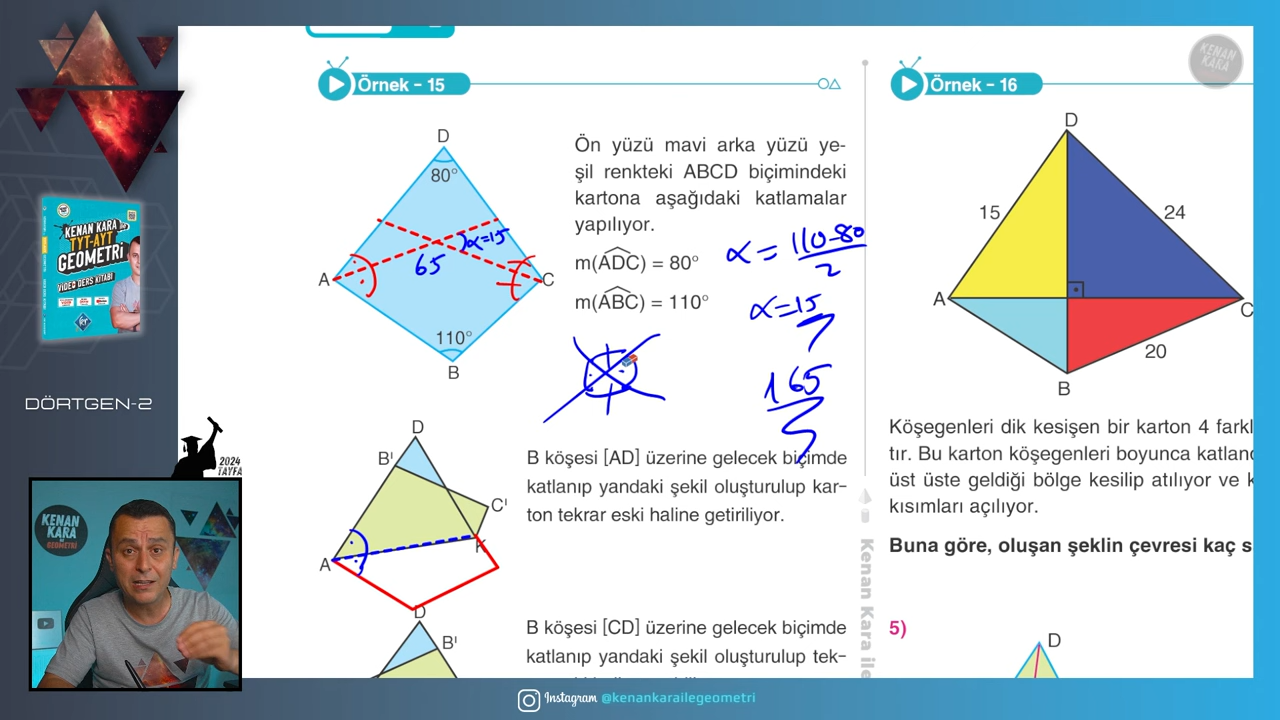 KENAN KARA
TYT-AYT
GEOMETRİ
VİDEO DERS KİTABI
DÖRTGEN-2
2024
TAYFA
KENAN
KARA
GEOMETRİ
Örnek - 15
D
80°
A
C
α=15
65
110°
B
Ön yüzü mavi arka yüzü ye-
şil renkteki ABCD biçimindeki
kartona aşağıdaki katlamalar
yapılıyor.
m(ADC) = 80°
m(ABC) = 110°
α = 110-80
2
α=15
165
D
B'
C'
A
K
B köşesi [AD] üzerine gelecek biçimde
katlanıp yandaki şekil oluşturulup kar-
ton tekrar eski haline getiriliyor.
D
B'
B köşesi [CD] üzerine gelecek biçimde
katlanıp yandaki şekil oluşturulup tek-
Kenan Kara ile
Örnek - 16
KENAN
KARA
D
15
24
A
C
20
B
Köşegenleri dik kesişen bir karton 4 farkl
tır. Bu karton köşegenleri boyunca katlanc
üst üste geldiği bölge kesilip atılıyor ve k
kısımları açılıyor.
Buna göre, oluşan şeklin çevresi kaç s
5)
D
Instagram @kenankarailegeometri